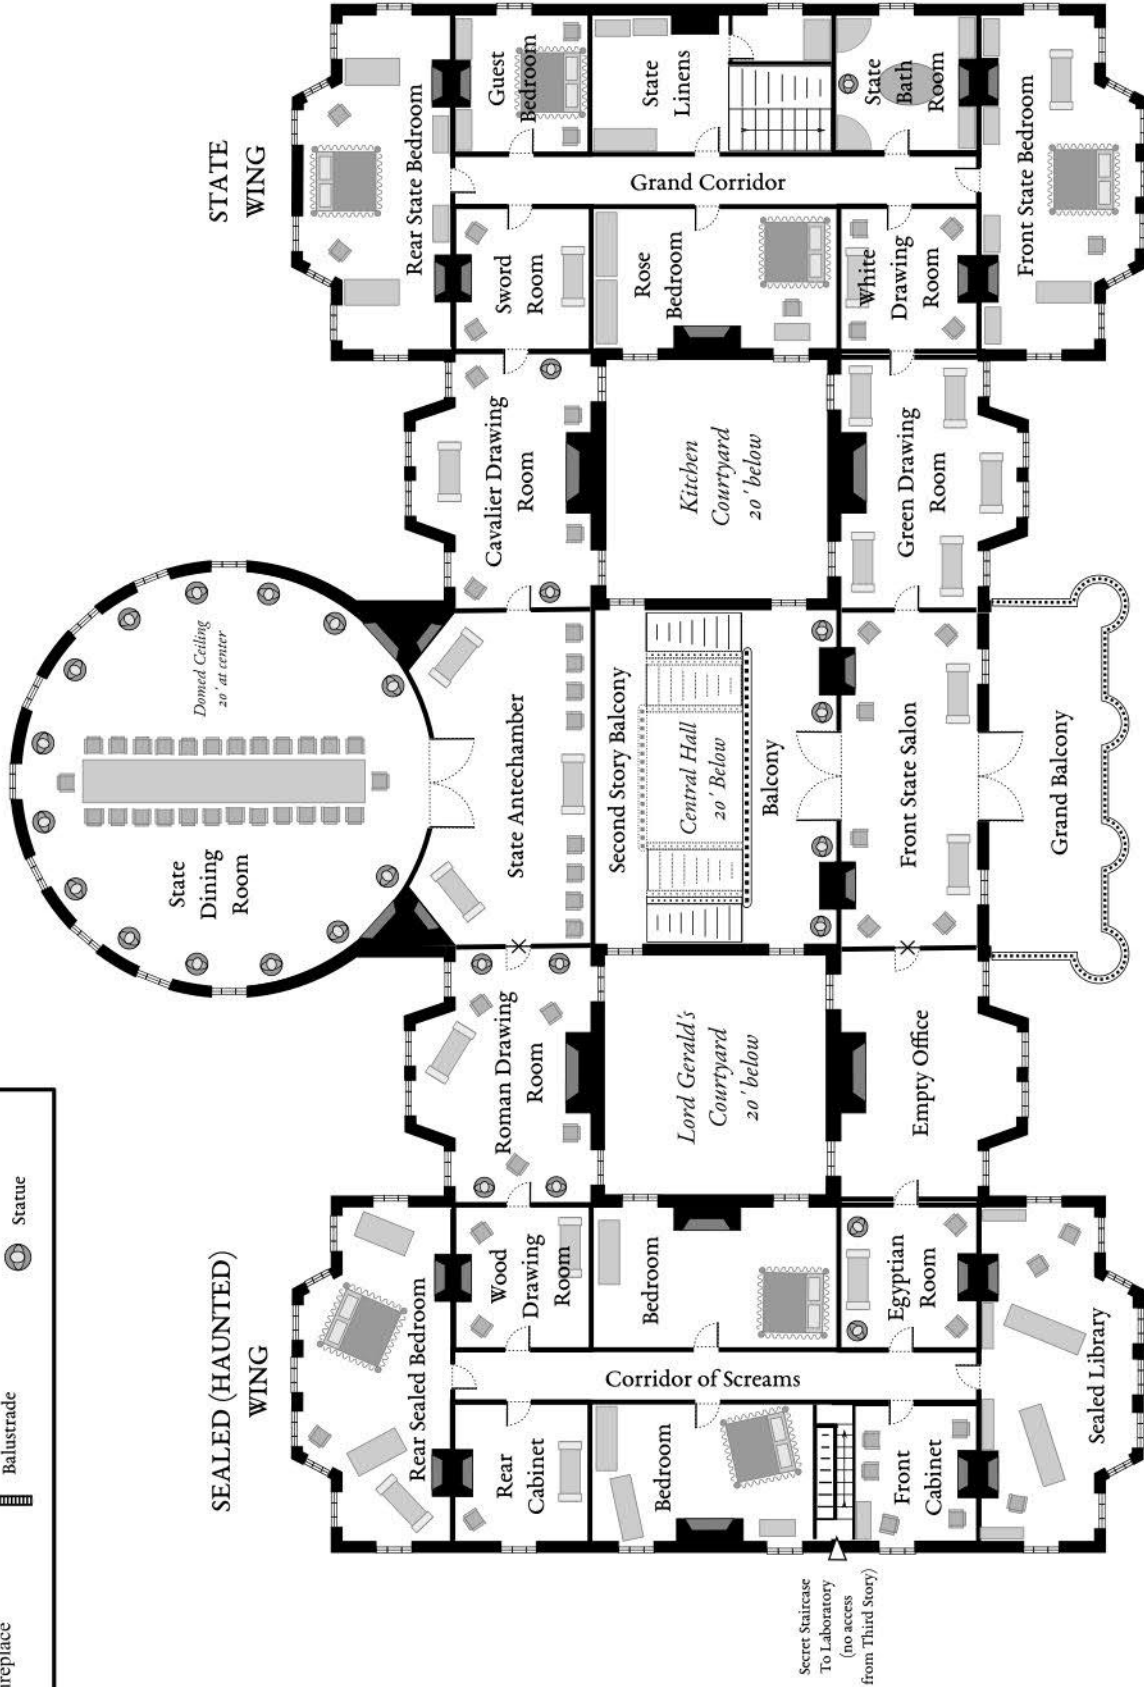 ireplace
Balustrade
Statue
SEALED (HAUNTED)
WING
STATE
WING
State
Dining
Room
Domed Ceiling
20' at center
Rear Sealed Bedroom
Rear State Bedroom
Rear
Cabinet
Wood
Drawing
Room
Roman Drawing
Room
State Antechamber
Cavalier Drawing
Room
Sword
Room
Guest
Bedroom
Bedroom
Corridor of Screams
Bedroom
Lord Gerald's
Courtyard
20' below
Second Story Balcony
Central Hall
20' Below
Balcony
Kitchen
Courtyard
20' below
Rose
Bedroom
Grand Corridor
State
Linens
Secret Staircase
To Laboratory
(no access
from Third Story)
Front
Cabinet
Egyptian
Room
Empty Office
Front State Salon
Green Drawing
Room
White
Drawing
Room
State
Bath
Room
Sealed Library
Grand Balcony
Front State Bedroom